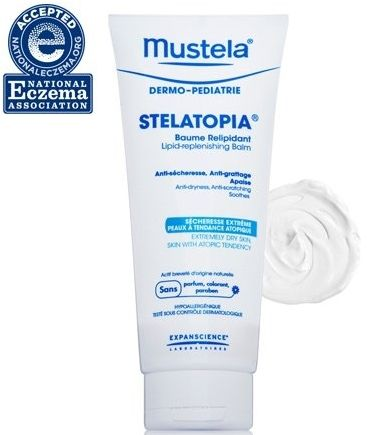 ACCEPTED
NATIONALECZEMA.ORG
NATIONAL
ECZEMA
ASSOCIATION
mustela®
DERMO-PEDIATRIE
STELATOPIA®
Baume Relipidant
Lipid-replenishing Balm
Anti-sécheresse, Anti-grattage
Apaise
Anti-dryness, Anti-scratching
Soothes
SÉCHERESSE EXTRÊME
PEAUX À TENDANCE ATOPIQUE
EXTREMELY DRY SKIN
SKIN WITH ATOPIC TENDENCY
Actif breveté d'origine naturelle
Sans parfum, colorant,
paraben
HYPOALLERGÉNIQUE
TESTÉ SOUS CONTRÔLE DERMATOLOGIQUE
EXPANSCIENCE®
LABORATOIRES